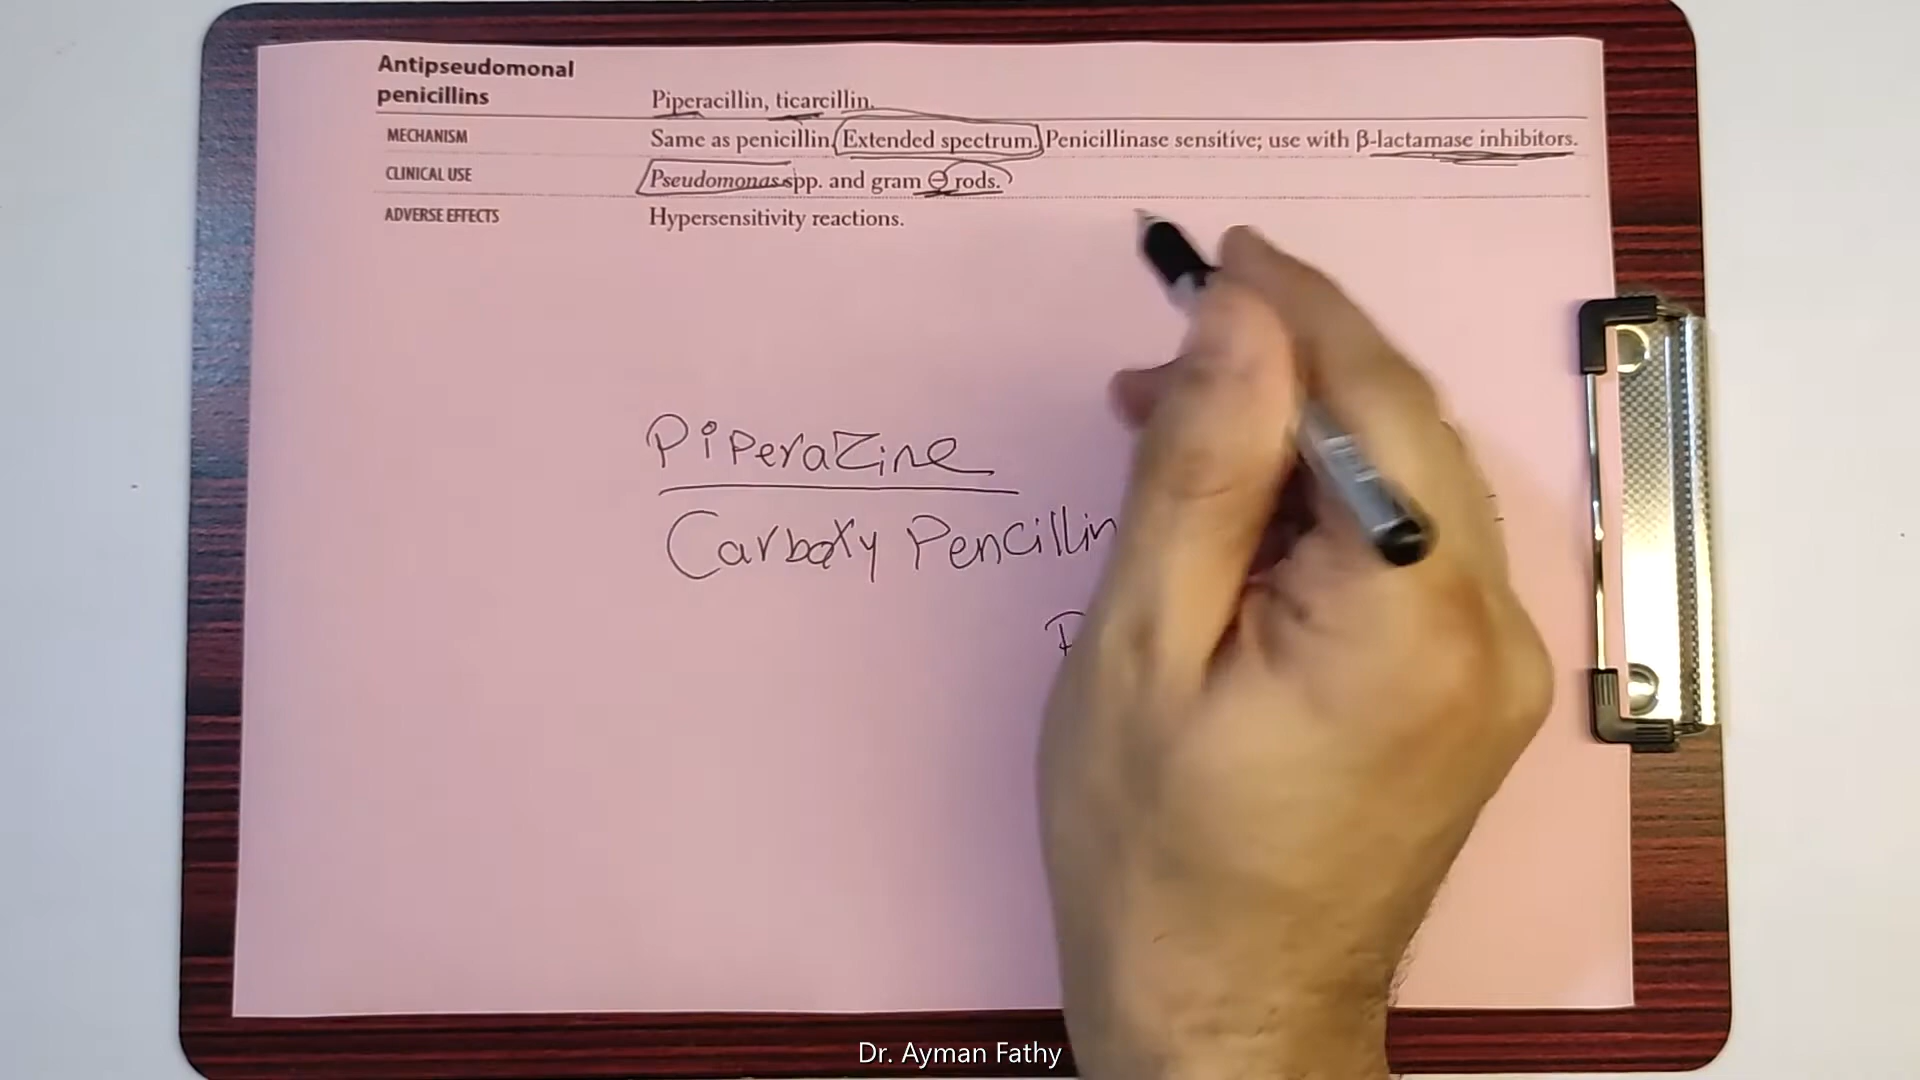 Antipseudomonal
penicillins
Piperacillin, ticarcillin.
MECHANISM
Same as penicillin. Extended spectrum. Penicillinase sensitive; use with β-lactamase inhibitors.
CLINICAL USE
Pseudomonas spp. and gram ⊖ rods.
ADVERSE EFFECTS
Hypersensitivity reactions.
PiPeraZine
Carboxy Pencillin
Dr. Ayman Fathy